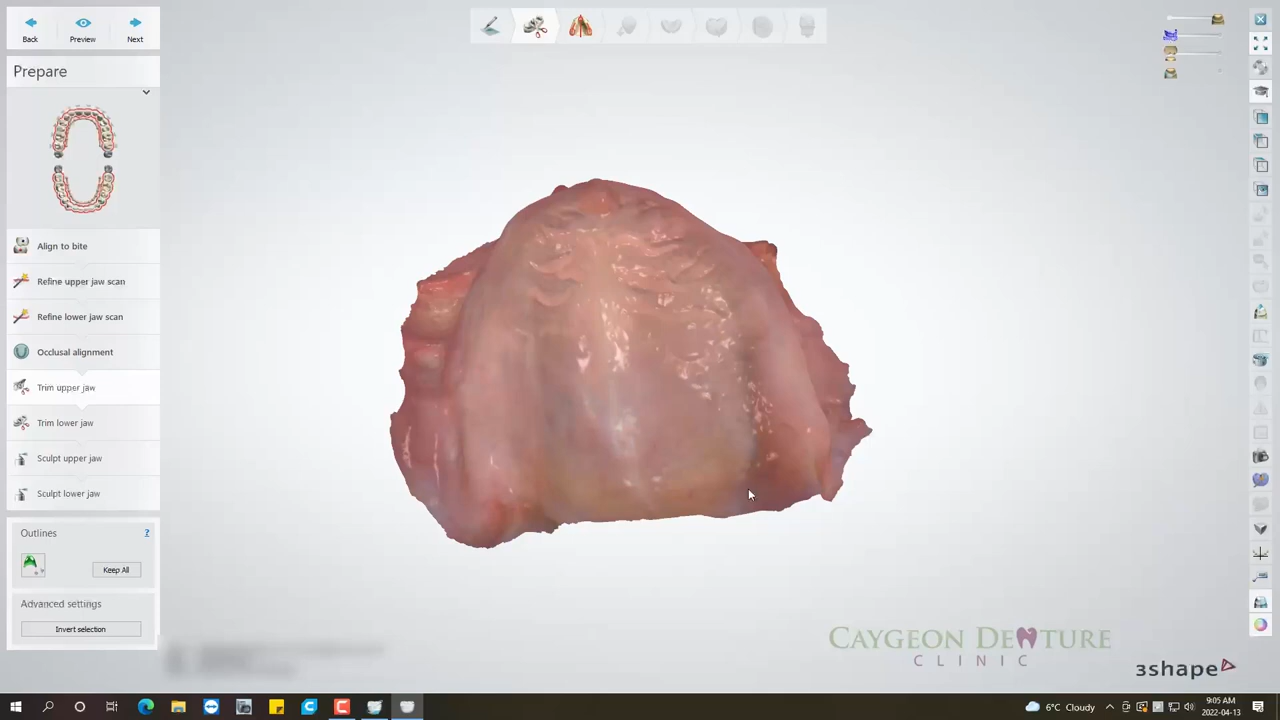 Back
Preview
Next
Prepare
Align to bite
Refine upper jaw scan
Refine lower jaw scan
Occlusal alignment
Trim upper jaw
Trim lower jaw
Sculpt upper jaw
Sculpt lower jaw
Outlines
?
Keep All
Advanced settings
Invert selection
CAYGEON DENTURE
CLINIC
3shape
6°C Cloudy
9:05 AM
2022-04-13